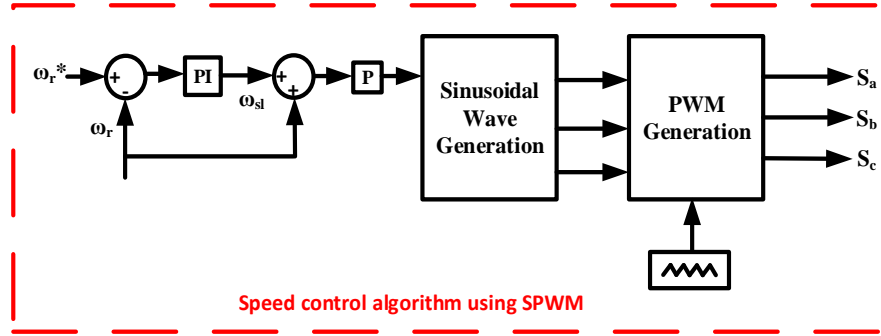 ωr*
+
-
ωr
PI
ωsl
+
+
P
Sinusoidal
Wave
Generation
PWM
Generation
Sa
Sb
Sc
Speed control algorithm using SPWM